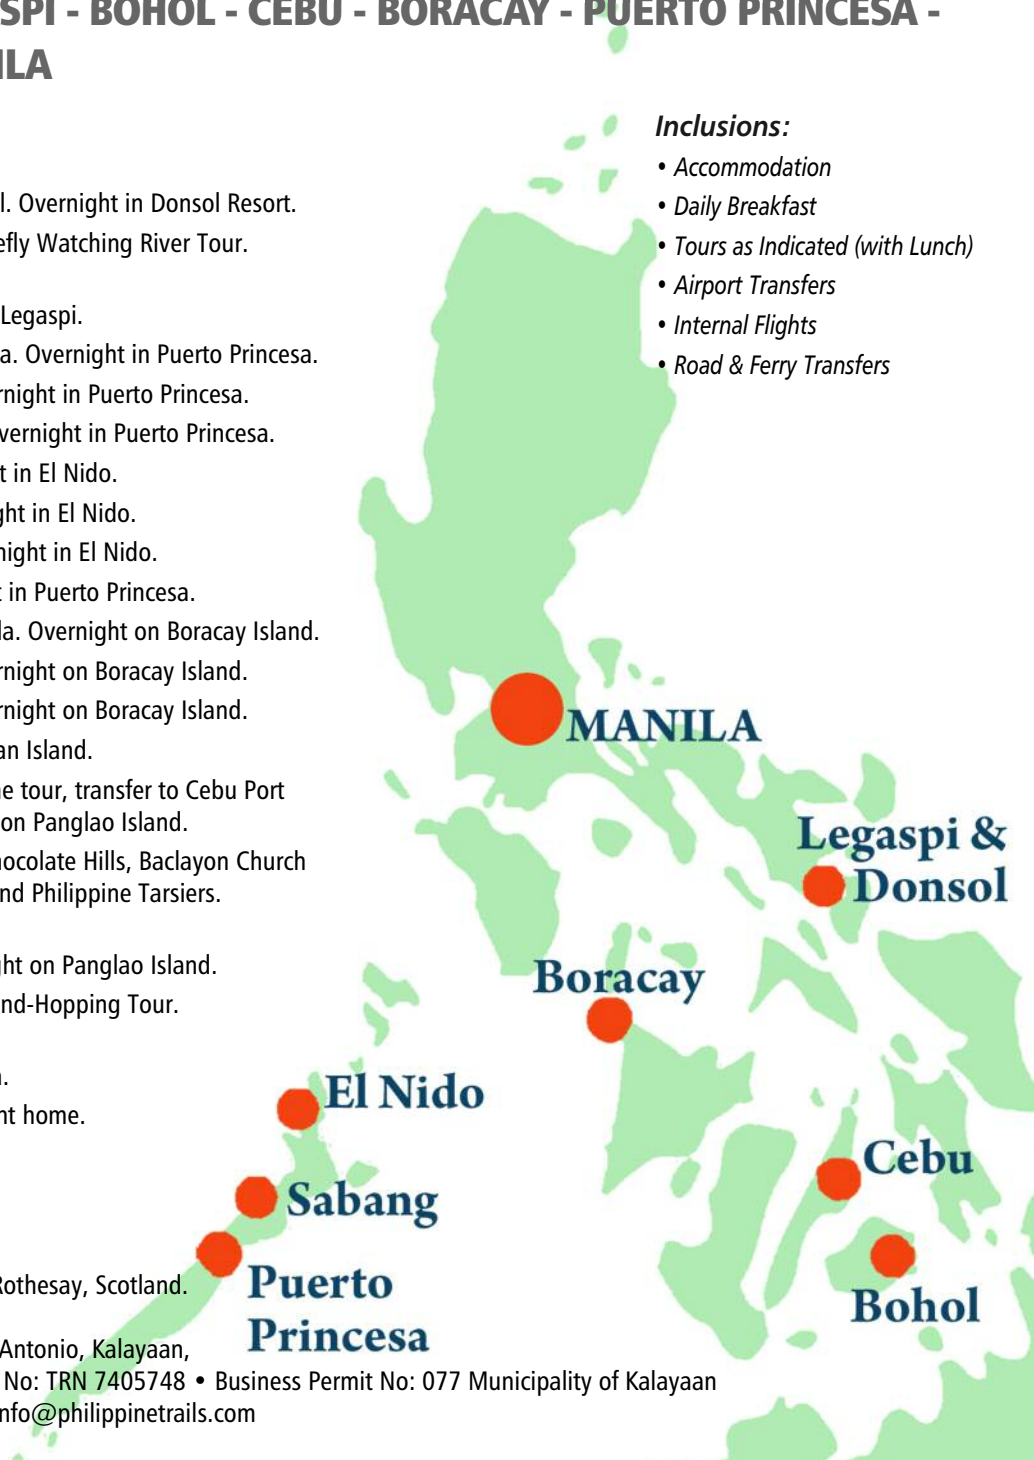 SPI - BOHOL - CEBU - BORACAY - PUERTO PRINCESA -
ILA
Inclusions:
• Accommodation
• Daily Breakfast
• Tours as Indicated (with Lunch)
• Airport Transfers
• Internal Flights
• Road & Ferry Transfers
l. Overnight in Donsol Resort.
efly Watching River Tour.
Legaspi.
a. Overnight in Puerto Princesa.
rnight in Puerto Princesa.
vernight in Puerto Princesa.
t in El Nido.
ght in El Nido.
night in El Nido.
t in Puerto Princesa.
la. Overnight on Boracay Island.
rnight on Boracay Island.
rnight on Boracay Island.
an Island.
e tour, transfer to Cebu Port
on Panglao Island.
hocolate Hills, Baclayon Church
nd Philippine Tarsiers.
ght on Panglao Island.
nd-Hopping Tour.
.
ht home.
MANILA
Legaspi &
Donsol
Boracay
El Nido
Cebu
Sabang
Puerto
Princesa
Bohol
Rothesay, Scotland.
Antonio, Kalayaan,
No: TRN 7405748 • Business Permit No: 077 Municipality of Kalayaan
nfo@philippinetrails.com